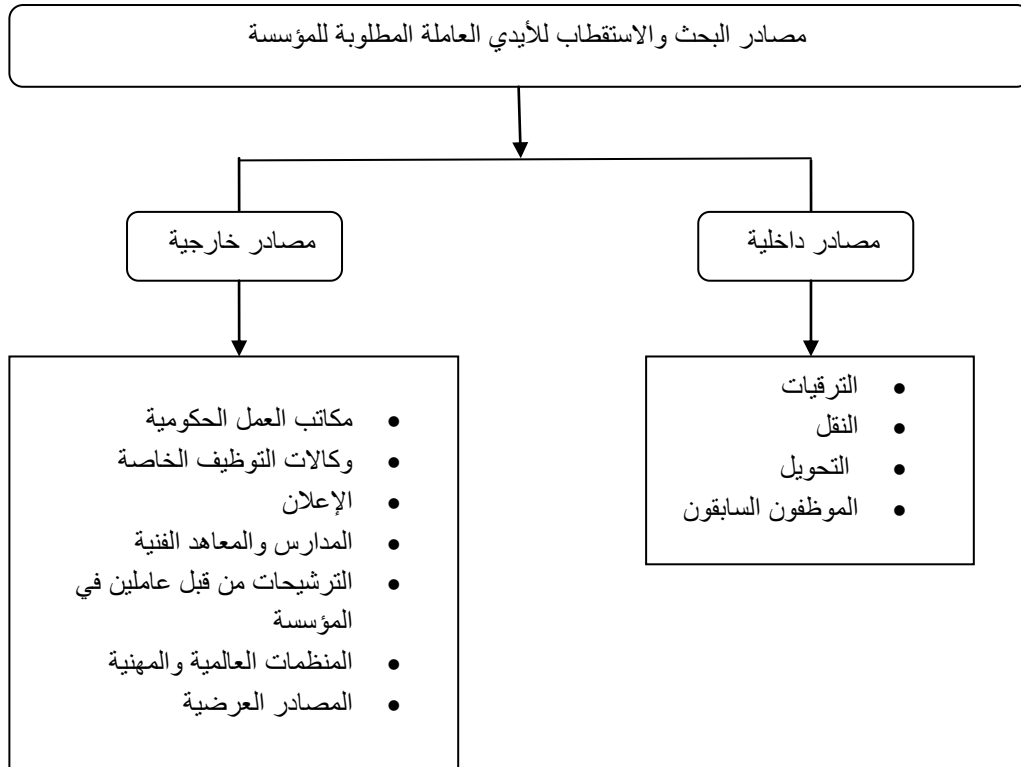 مصادر البحث والاستقطاب للأيدي العاملة المطلوبة للمؤسسة
مصادر داخلية
مصادر خارجية
• الترقيات
• النقل
• التحويل
• الموظفون السابقون
• مكاتب العمل الحكومية
• وكالات التوظيف الخاصة
• الإعلان
• المدارس والمعاهد الفنية
• الترشيحات من قبل عاملين في
المؤسسة
• المنظمات العالمية والمهنية
• المصادر العرضية